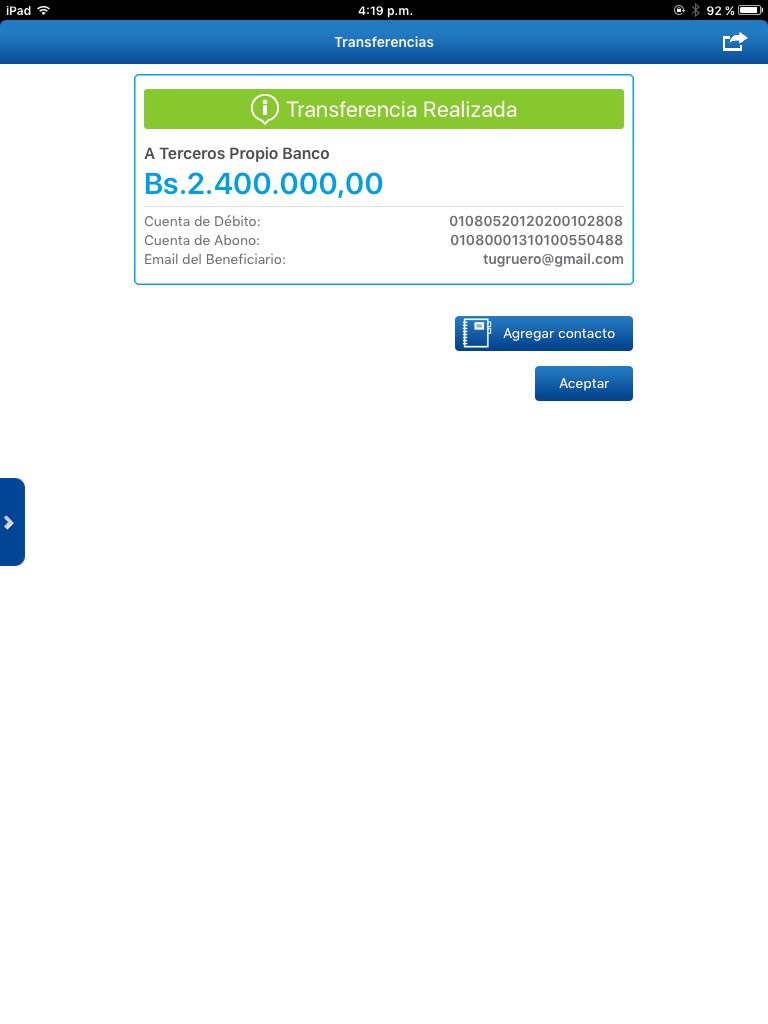 iPad 4:19 p.m. 92 %
Transferencias
Transferencia Realizada
A Terceros Propio Banco
Bs.2.400.000,00
Cuenta de Débito: 01080520120200102808
Cuenta de Abono: 01080001310100550488
Email del Beneficiario: tugruero@gmail.com
Agregar contacto
Aceptar